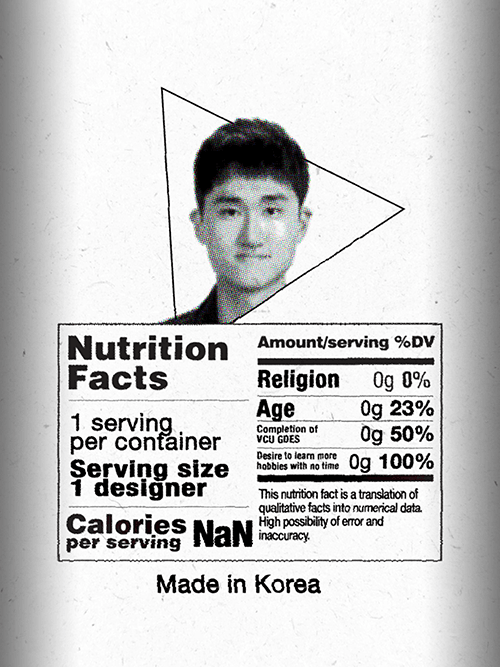 Nutrition
Facts
1 serving
per container
Serving size
1 designer
Calories
per serving
NaN
Amount/serving %DV
Religion 0g 0%
Age 0g 23%
Completion of
VCU GDES 0g 50%
Desire to learn more
hobbies with no time 0g 100%
This nutrition fact is a translation of
qualitative facts into numerical data.
High possibility of error and
inaccuracy.
Made in Korea